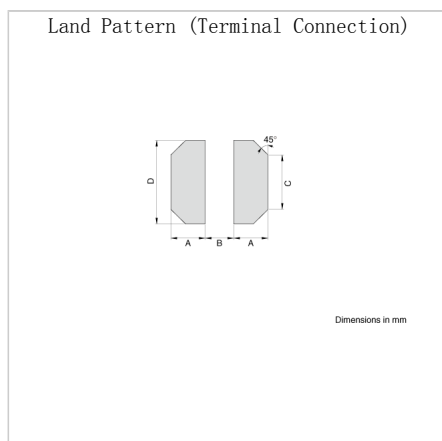 Land Pattern (Terminal Connection)
45°
D
C
A B A
Dimensions in mm